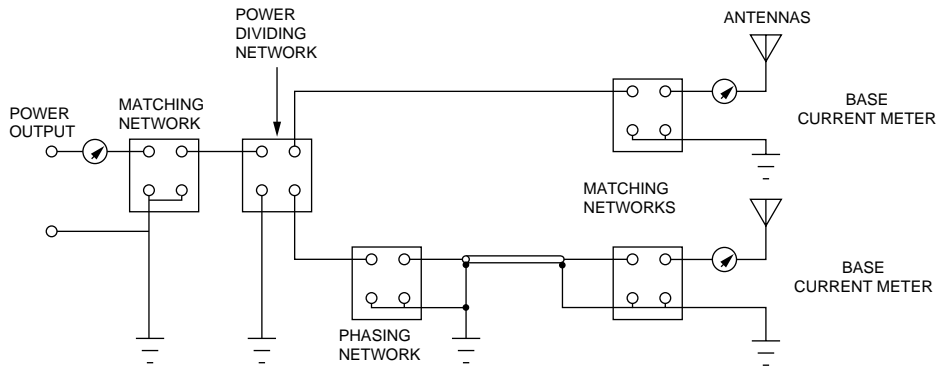 POWER
DIVIDING
NETWORK
ANTENNAS
POWER
OUTPUT
MATCHING
NETWORK
BASE
CURRENT METER
MATCHING
NETWORKS
BASE
CURRENT METER
PHASING
NETWORK